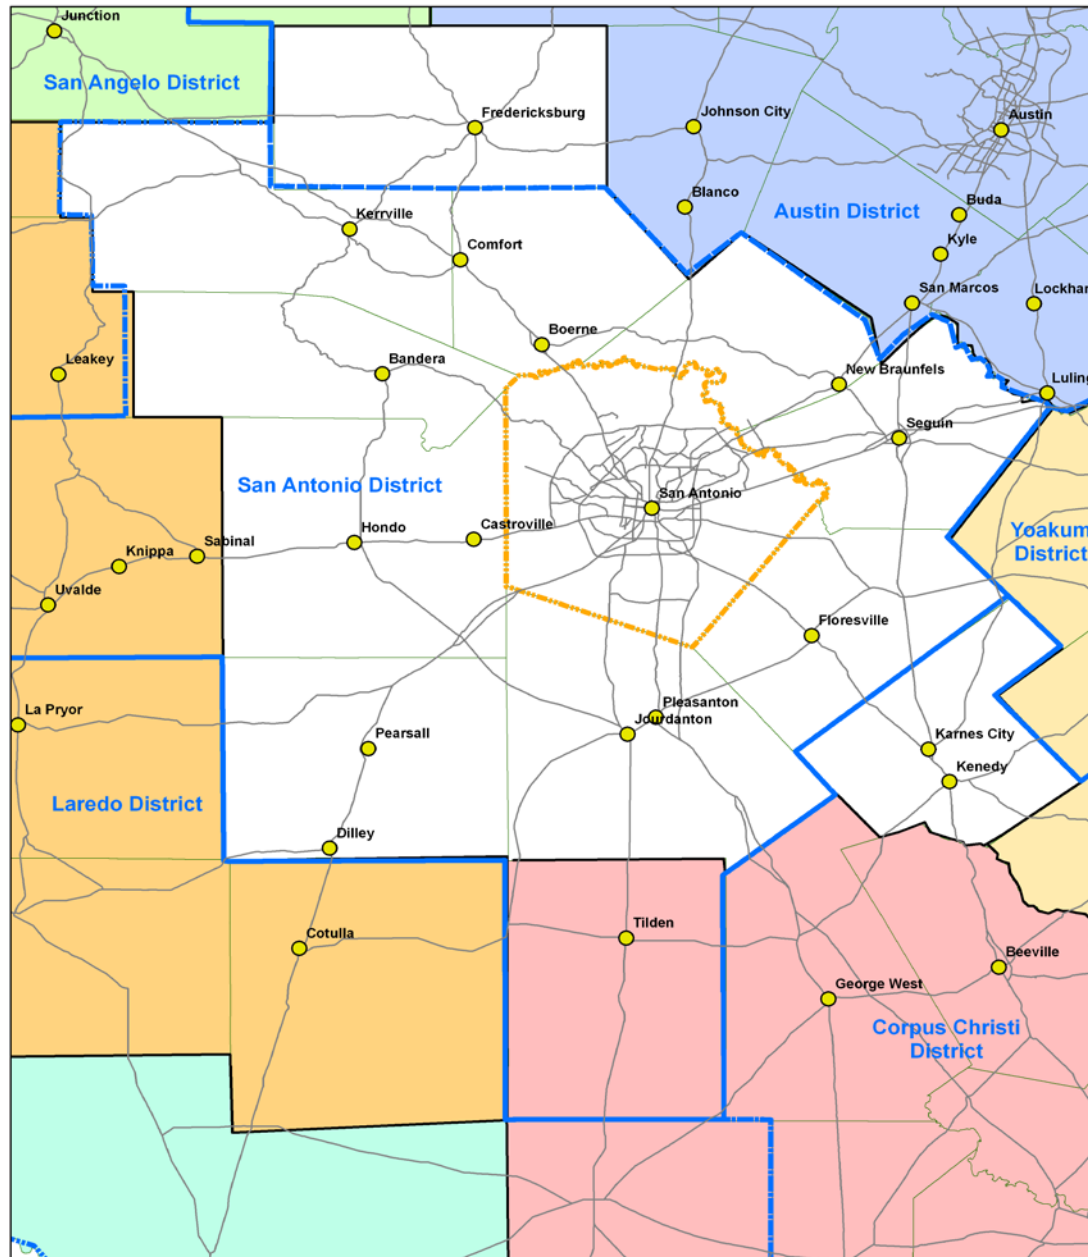 Junction
San Angelo District
Fredericksburg
Johnson City
Austin
Blanco
Austin District
Buda
Kerrville
Kyle
Comfort
San Marcos
Lockhar
Boerne
Leakey
Bandera
New Braunfels
Luling
Seguin
San Antonio District
San Antonio
Hondo
Castroville
Yoakum
District
Knippa
Sabinal
Uvalde
Floresville
La Pryor
Pleasanton
Jourdanton
Pearsall
Karnes City
Kenedy
Laredo District
Dilley
Cotulla
Tilden
Beeville
George West
Corpus Christi
District